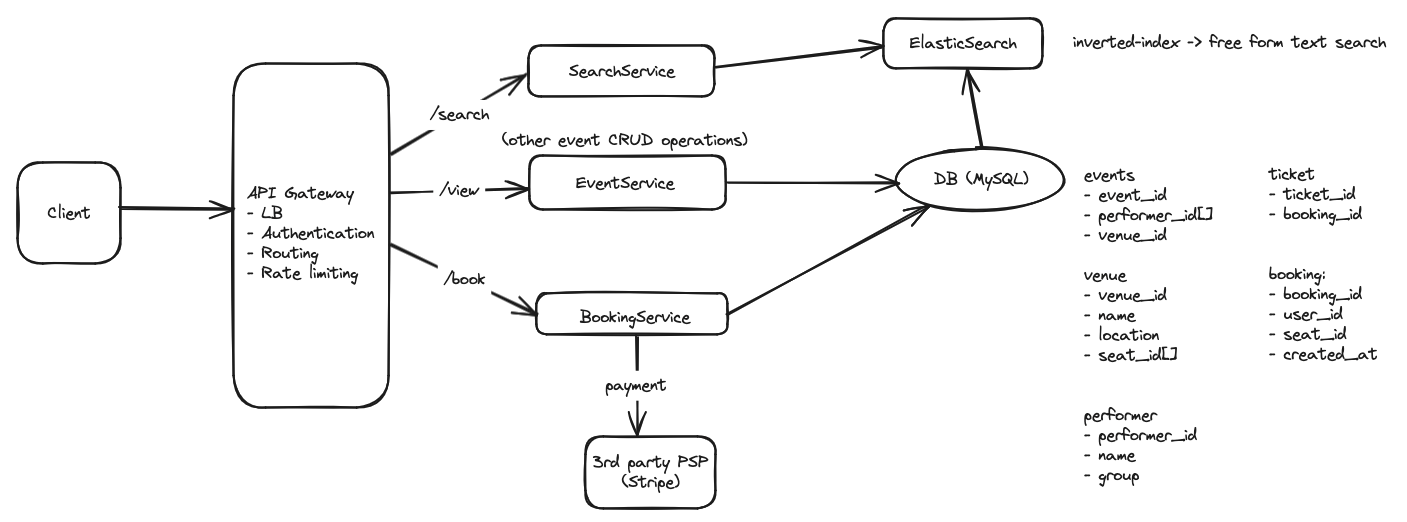 ElasticSearch
inverted-index -> free form text search
SearchService
/search
(other event CRUD operations)
EventService
/view
DB (MySQL)
Client
API Gateway
- LB
- Authentication
- Routing
- Rate limiting
/book
BookingService
payment
3rd party PSP
(Stripe)
events
- event_id
- performer_id[]
- venue_id
ticket
- ticket_id
- booking_id
venue
- venue_id
- name
- location
- seat_id[]
booking:
- booking_id
- user_id
- seat_id
- created_at
performer
- performer_id
- name
- group